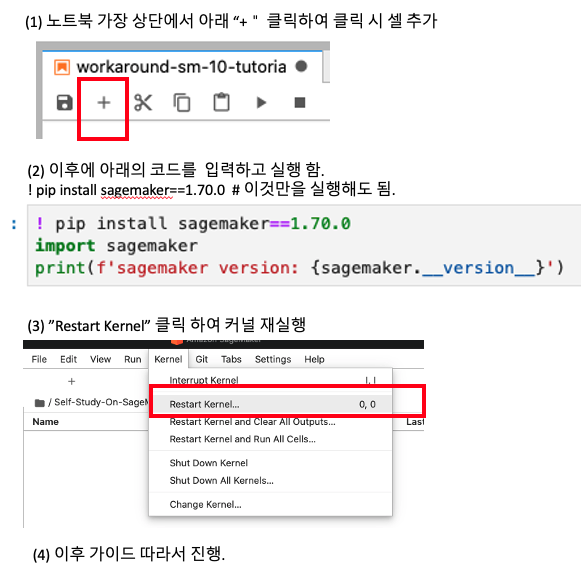 (1) 노트북 가장 상단에서 아래 “+ " 클릭하여 클릭 시 셀 추가
workaround-sm-10-tutoria
(2) 이후에 아래의 코드를 입력하고 실행 함.
! pip install sagemaker==1.70.0 # 이것만을 실행해도 됨.
: ! pip install sagemaker==1.70.0
import sagemaker
print(f'sagemaker version: {sagemaker.__version__}')
(3) ”Restart Kernel” 클릭 하여 커널 재실행
Amazon SageMaker
File Edit View Run Kernel Git Tabs Settings Help
+ Interrupt Kernel I, I
/ Self-Study-On-SageM Restart Kernel... 0, 0
Name Restart Kernel and Clear All Outputs... Last
Restart Kernel and Run All Cells...
Shut Down Kernel
Shut Down All Kernels...
Change Kernel...
(4) 이후 가이드 따라서 진행.